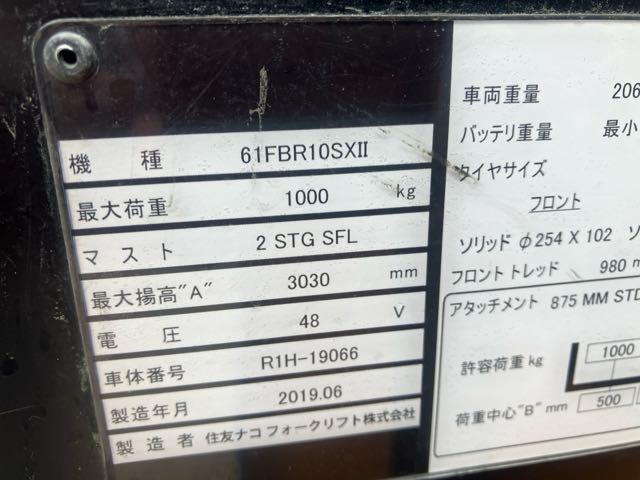 機種 61FBR10SXII
最大荷重 1000 kg
マスト 2 STG SFL
最大揚高"A" 3030 mm
電圧 48 V
車体番号 R1H-19066
製造年月 2019.06
製造者 住友ナコフォークリフト株式会社
車両重量 206
バッテリ重量 最小
タイヤサイズ
フロント
ソリッド φ254 X 102 ソ
フロントトレッド 980 m
アタッチメント 875 MM STD
許容荷重 kg 1000
荷重中心"B" mm 500